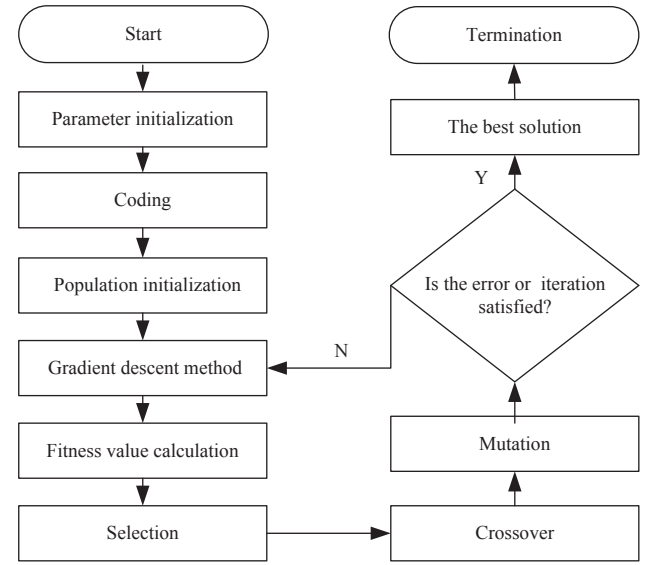 Start
Parameter initialization
Coding
Population initialization
Gradient descent method
Fitness value calculation
Selection
Crossover
Mutation
Is the error or iteration
satisfied?
N
Y
The best solution
Termination